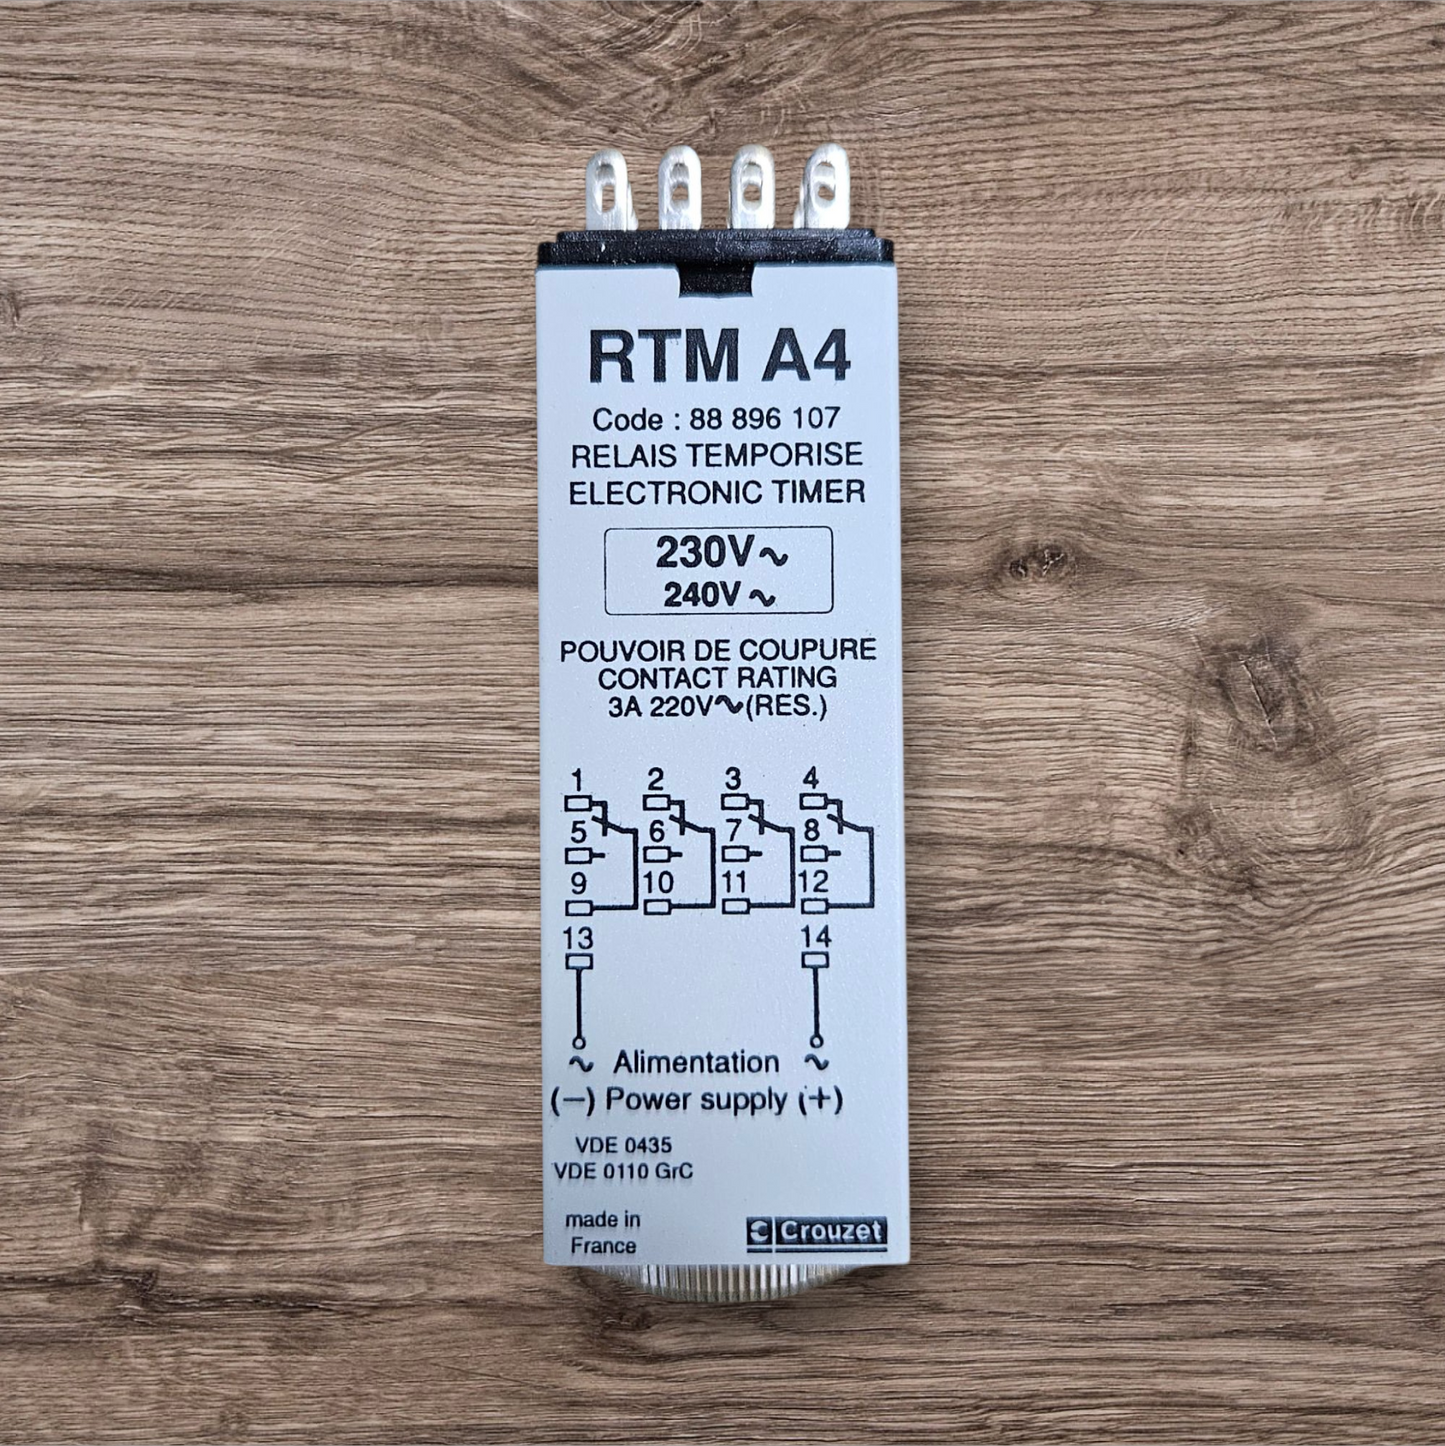 RTM A4
Code : 88 896 107
RELAIS TEMPORISE
ELECTRONIC TIMER
230V~
240V~
POUVOIR DE COUPURE
CONTACT RATING
3A 220V~(RES.)
1 2 3 4
5 6 7 8
9 10 11 12
13 14
~ Alimentation ~
(−) Power supply (+)
VDE 0435
VDE 0110 GrC
made in
France
Crouzet